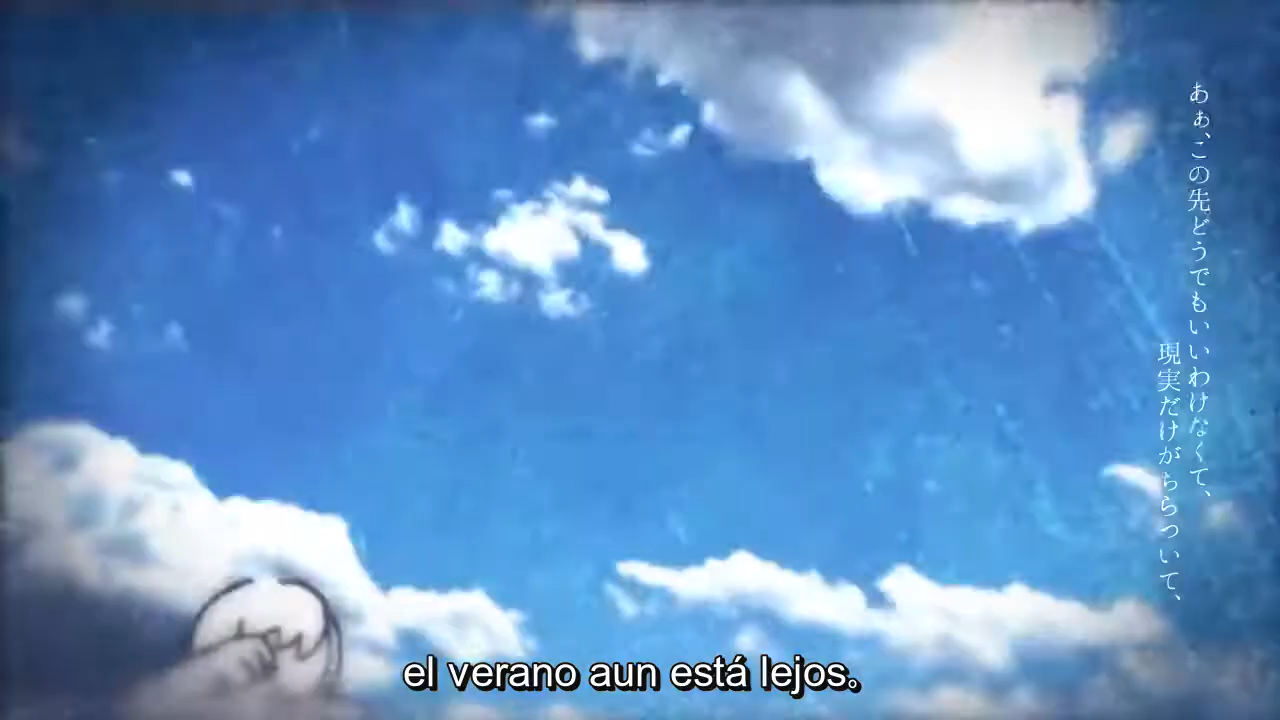 あぁ、この先どうでもいいわけなくて、
現実だけがちらついて、
el verano aun está lejos。